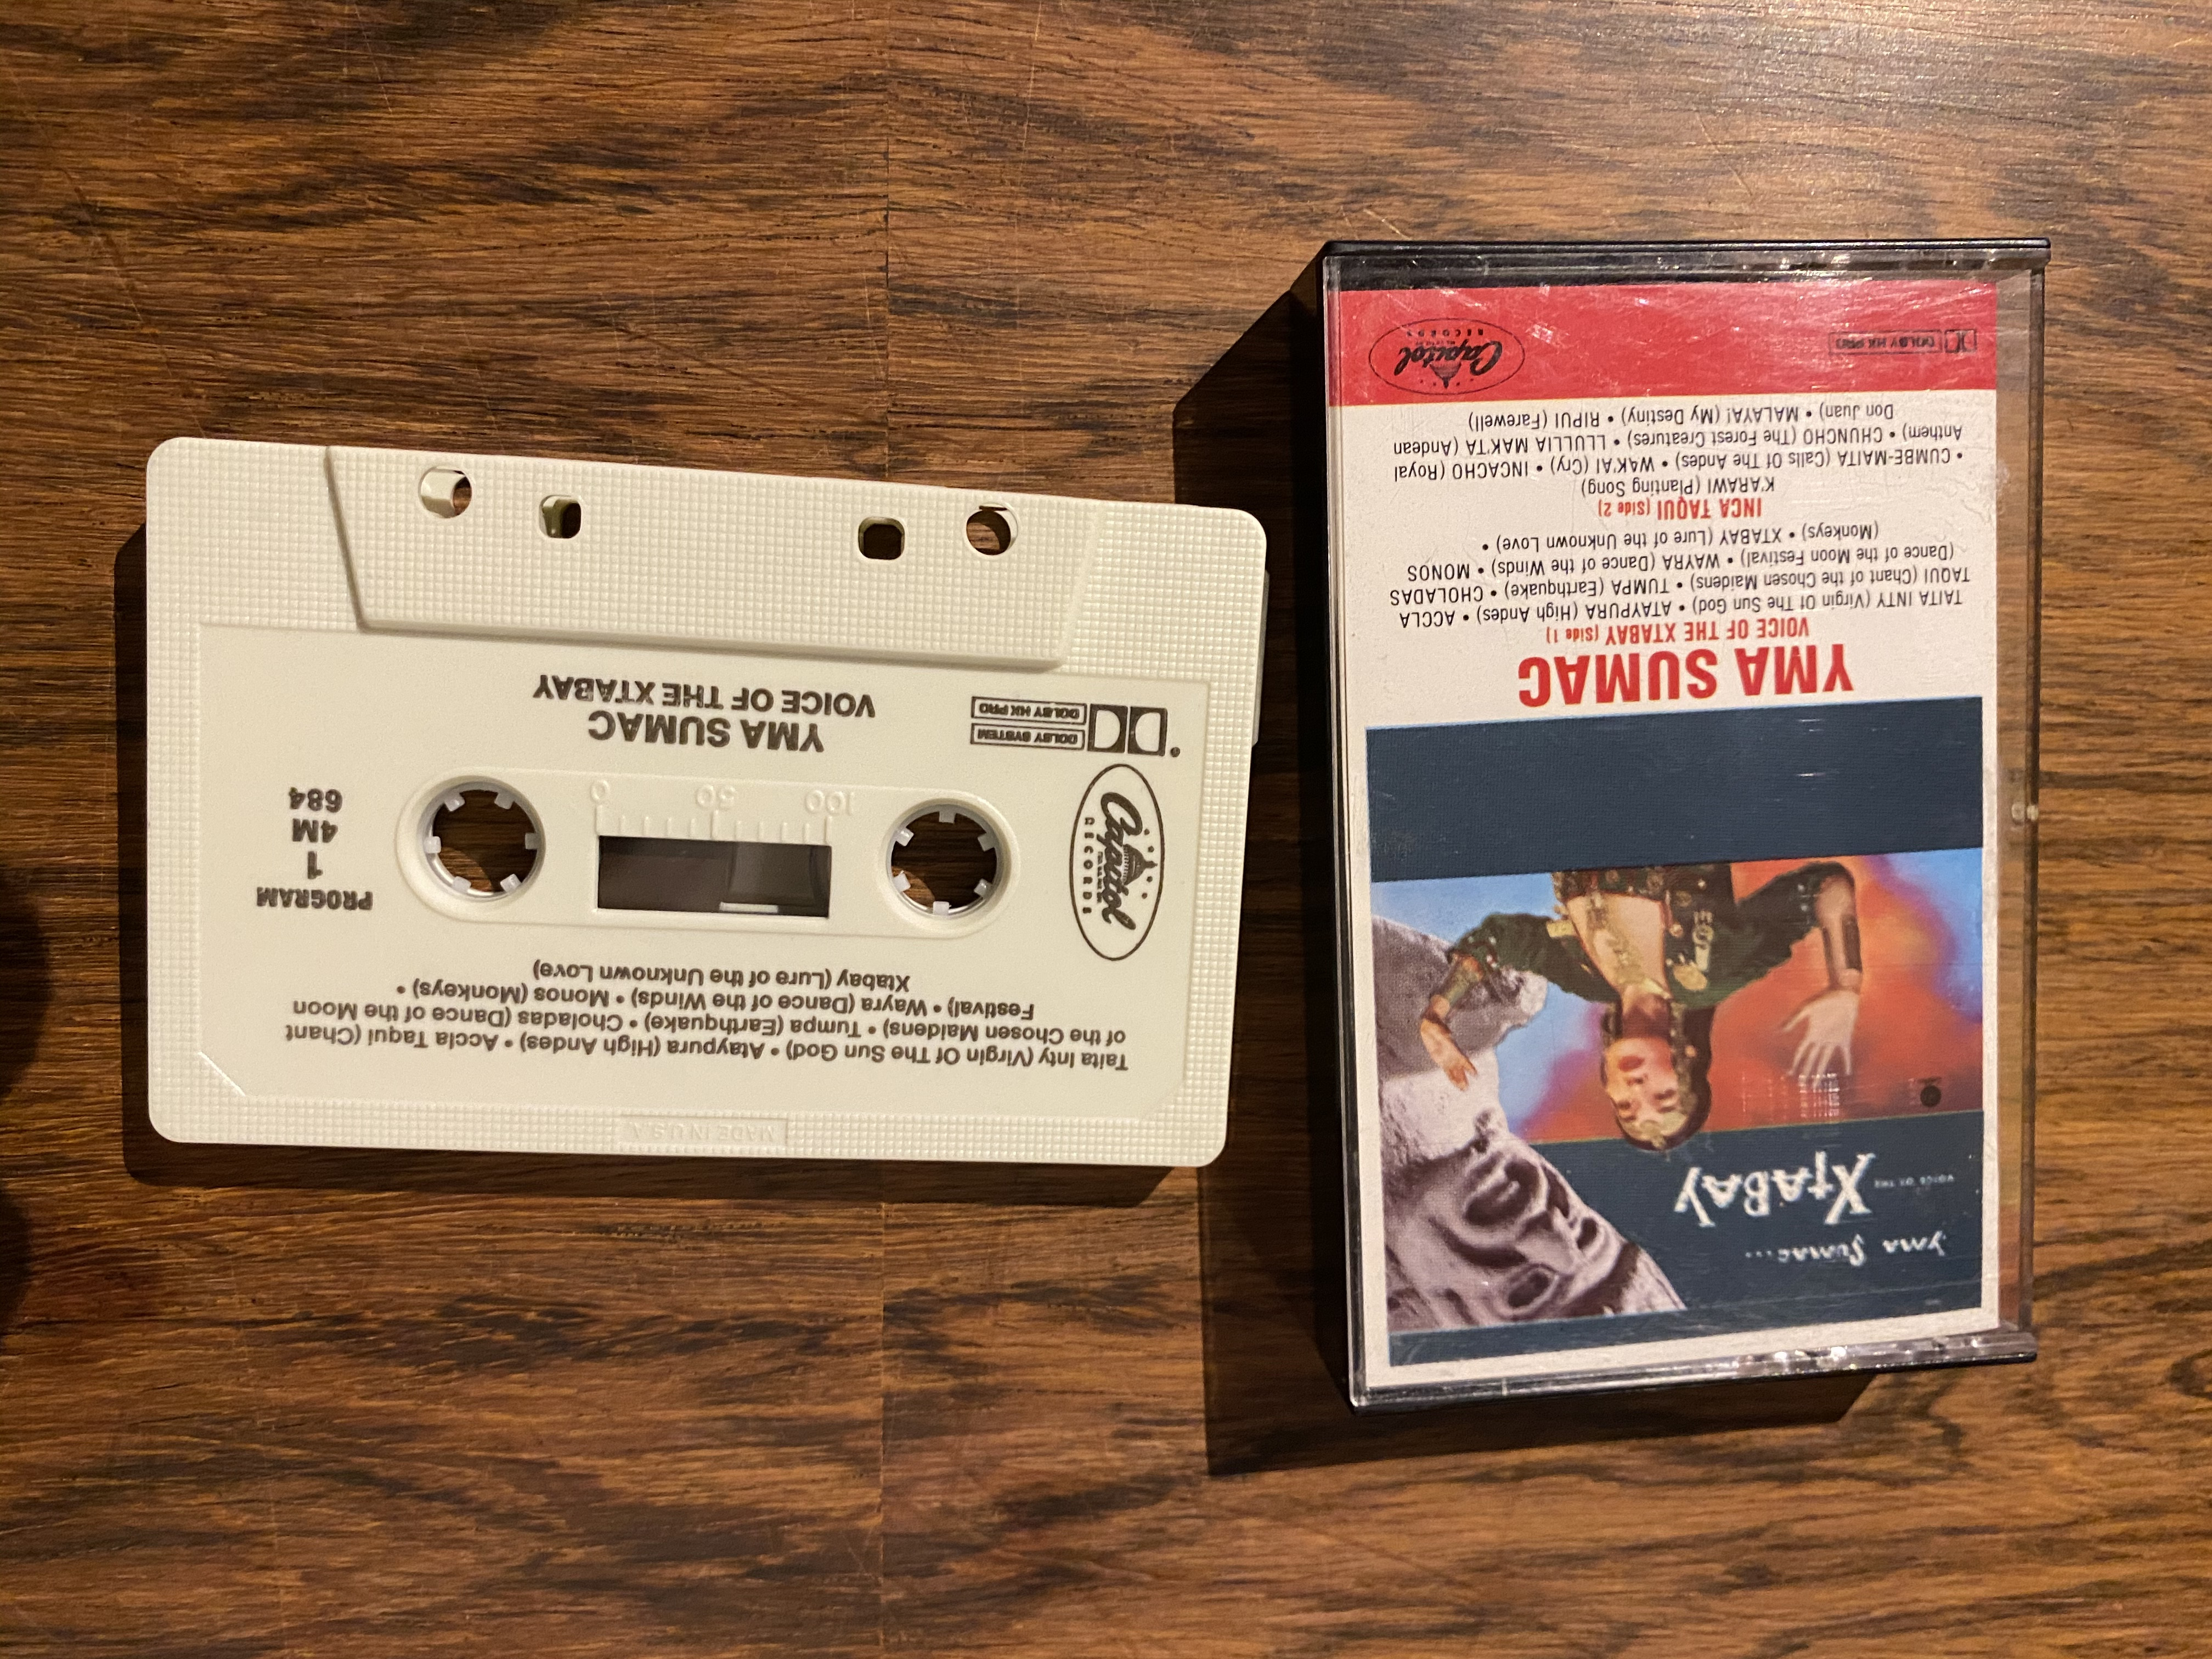 YMA SUMAC
VOICE OF THE XTABAY
DOLBY SYSTEM
DOLBY HX PRO
Capitol
RECORDS
PROGRAM
1
4M
684
100 50 0
Taita Inty (Virgin Of The Sun God) • Ataypura (High Andes) • Accla Taqui (Chant
of the Chosen Maidens) • Tumpa (Earthquake) • Choladas (Dance of the Moon
Festival) • Wayra (Dance of the Winds) • Monos (Monkeys) •
Xtabay (Lure of the Unknown Love)
MADE IN U.S.A.
Yma Sumac...
VOICE OF THE XTABAY
YMA SUMAC
VOICE OF THE XTABAY (Side 1)
TAITA INTY (Virgin Of The Sun God) • ATAYPURA (High Andes) • ACCLA
TAQUI (Chant of the Chosen Maidens) • TUMPA (Earthquake) • CHOLADAS
(Dance of the Moon Festival) • WAYRA (Dance of the Winds) • MONOS
(Monkeys) • XTABAY (Lure of the Unknown Love) •
INCA TAQUI (Side 2)
K'ARAWI (Planting Song)
• CUMBE-MAITA (Calls Of The Andes) • WAK'AI (Cry) • INCACHO (Royal
Anthem) • CHUNCHO (The Forest Creatures) • LLULLIA MAK'TA (Andean
Don Juan) • MALAYA! (My Destiny) • RIPUI (Farewell)
DOLBY HX PRO
Capitol
RECORDS